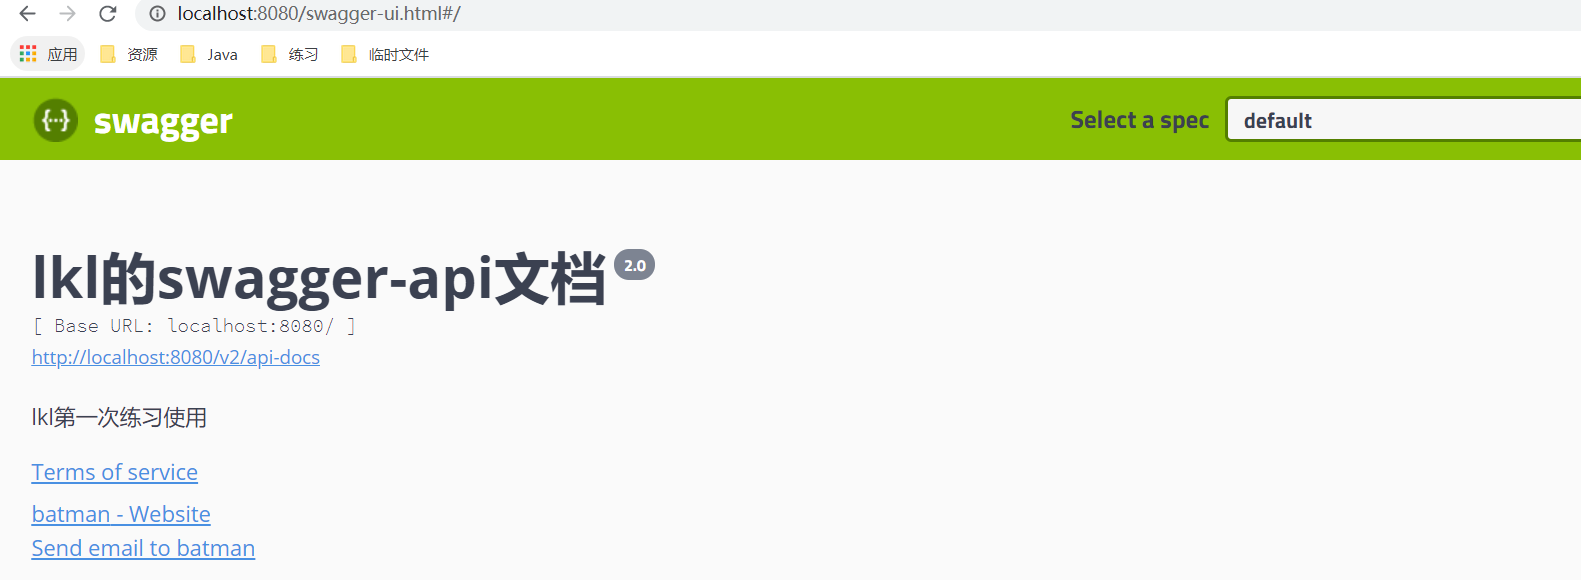 localhost:8080/swagger-ui.html#/
应用 资源 Java 练习 临时文件
{···} swagger Select a spec default
lkl的swagger-api文档 2.0
[ Base URL: localhost:8080/ ]
http://localhost:8080/v2/api-docs
lkl第一次练习使用
Terms of service
batman - Website
Send email to batman